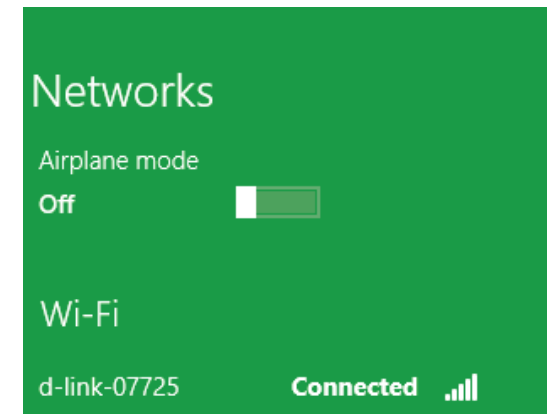 Networks
Airplane mode
Off
Wi-Fi
d-link-07725 Connected